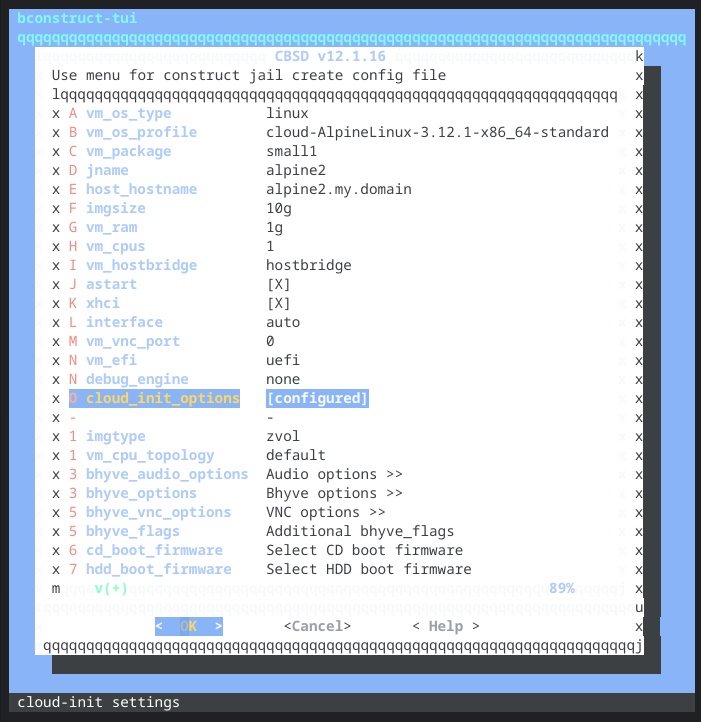 bconstruct-tui
CBSD v12.1.16
Use menu for construct jail create config file
A vm_os_type linux
B vm_os_profile cloud-AlpineLinux-3.12.1-x86_64-standard
C vm_package small1
D jname alpine2
E host_hostname alpine2.my.domain
F imgsize 10g
G vm_ram 1g
H vm_cpus 1
I vm_hostbridge hostbridge
J astart [X]
K xhci [X]
L interface auto
M vm_vnc_port 0
N vm_efi uefi
N debug_engine none
O cloud_init_options [configured]
- -
1 imgtype zvol
1 vm_cpu_topology default
3 bhyve_audio_options Audio options >>
3 bhyve_options Bhyve options >>
5 bhyve_vnc_options VNC options >>
5 bhyve_flags Additional bhyve_flags
6 cd_boot_firmware Select CD boot firmware
7 hdd_boot_firmware Select HDD boot firmware
v(+) 89%
< OK > <Cancel> < Help >
cloud-init settings